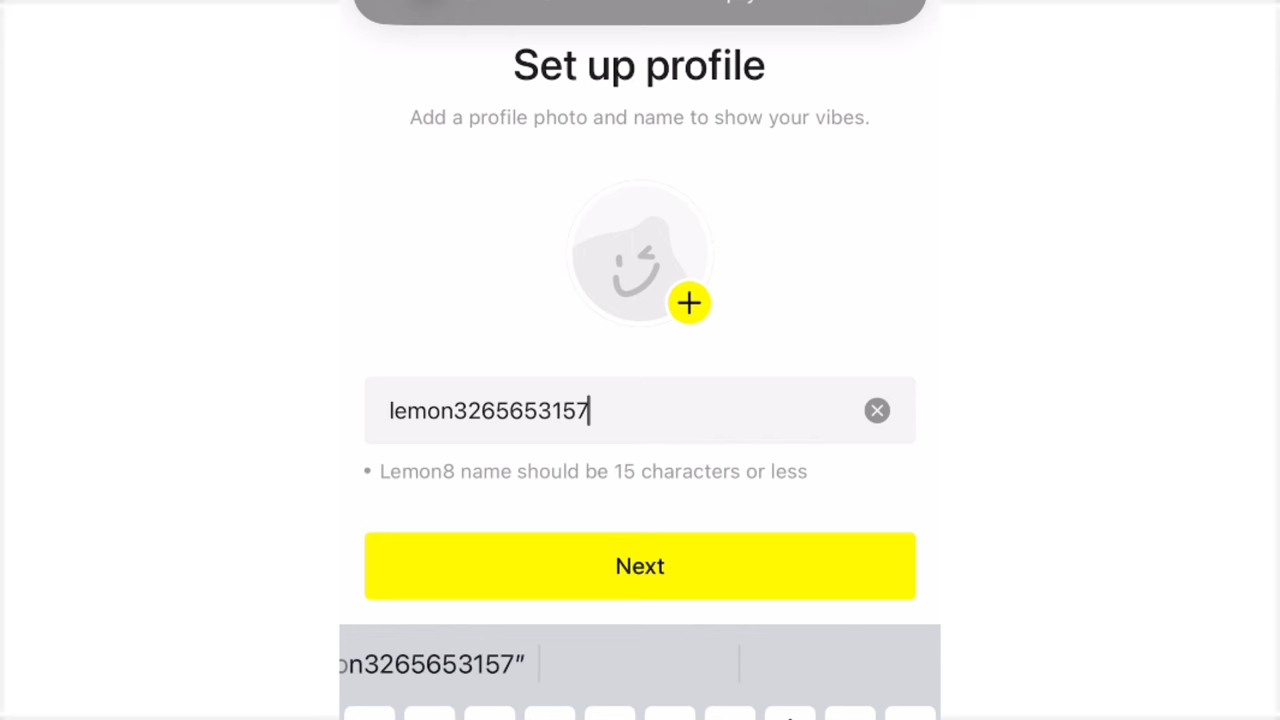 Set up profile
Add a profile photo and name to show your vibes.
lemon3265653157
• Lemon8 name should be 15 characters or less
Next
on3265653157”